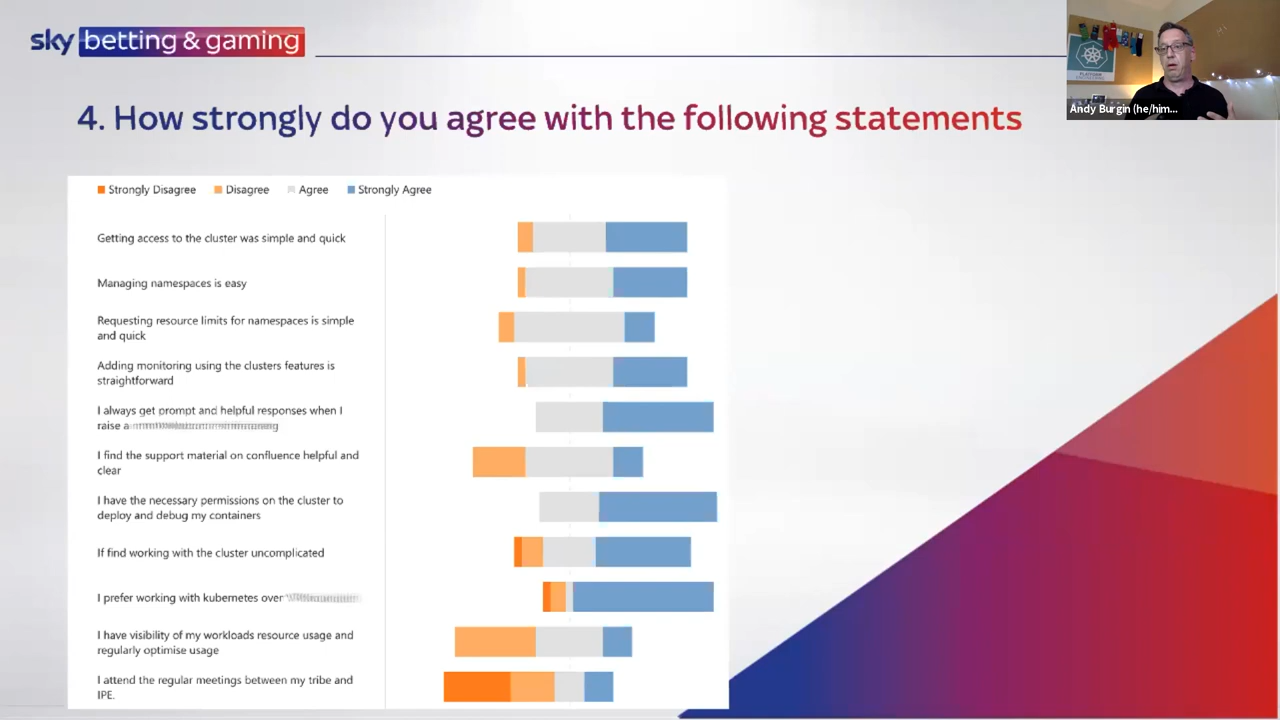 sky betting & gaming
PLATFORM
ENGINEERING
Andy Burgin (he/him...
4. How strongly do you agree with the following statements
Strongly Disagree Disagree Agree Strongly Agree
Getting access to the cluster was simple and quick
Managing namespaces is easy
Requesting resource limits for namespaces is simple
and quick
Adding monitoring using the clusters features is
straightforward
I always get prompt and helpful responses when I
raise a
I find the support material on confluence helpful and
clear
I have the necessary permissions on the cluster to
deploy and debug my containers
If find working with the cluster uncomplicated
I prefer working with kubernetes over
I have visibility of my workloads resource usage and
regularly optimise usage
I attend the regular meetings between my tribe and
IPE.